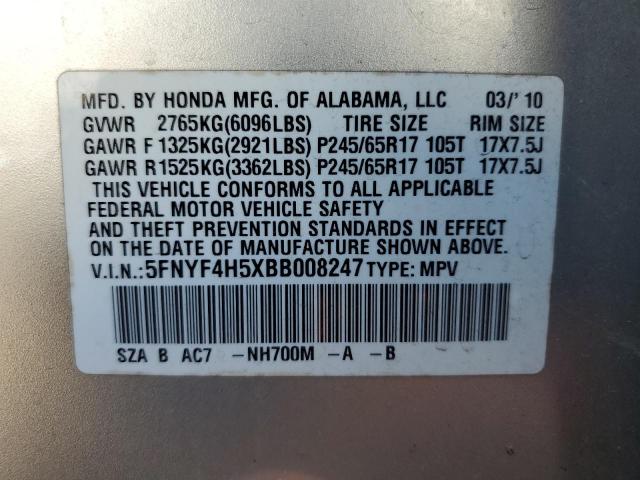 MFD. BY HONDA MFG. OF ALABAMA, LLC 03/'10
GVWR 2765KG(6096LBS) TIRE SIZE RIM SIZE
GAWR F 1325KG(2921LBS) P245/65R17 105T 17X7.5J
GAWR R 1525KG(3362LBS) P245/65R17 105T 17X7.5J
THIS VEHICLE CONFORMS TO ALL APPLICABLE
FEDERAL MOTOR VEHICLE SAFETY
AND THEFT PREVENTION STANDARDS IN EFFECT
ON THE DATE OF MANUFACTURE SHOWN ABOVE.
V.I.N.:5FNYF4H5XBB008247 TYPE: MPV
SZA B AC7 -NH700M -A -B